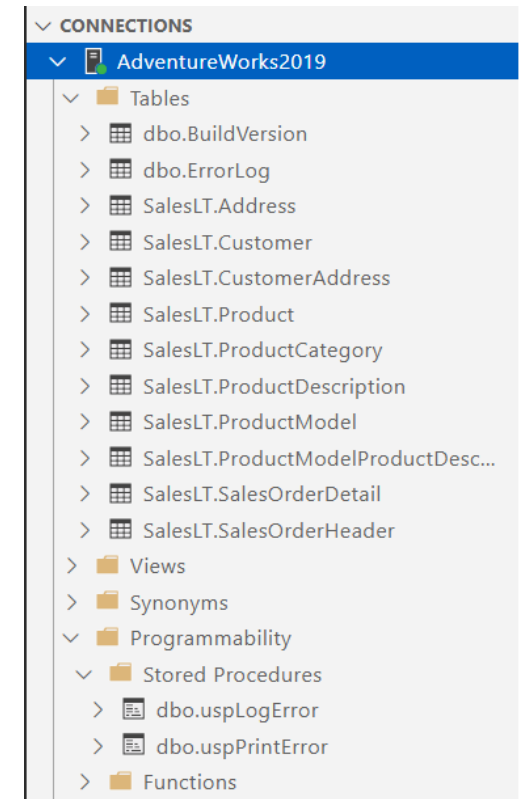 CONNECTIONS
AdventureWorks2019
Tables
dbo.BuildVersion
dbo.ErrorLog
SalesLT.Address
SalesLT.Customer
SalesLT.CustomerAddress
SalesLT.Product
SalesLT.ProductCategory
SalesLT.ProductDescription
SalesLT.ProductModel
SalesLT.ProductModelProductDesc...
SalesLT.SalesOrderDetail
SalesLT.SalesOrderHeader
Views
Synonyms
Programmability
Stored Procedures
dbo.uspLogError
dbo.uspPrintError
Functions